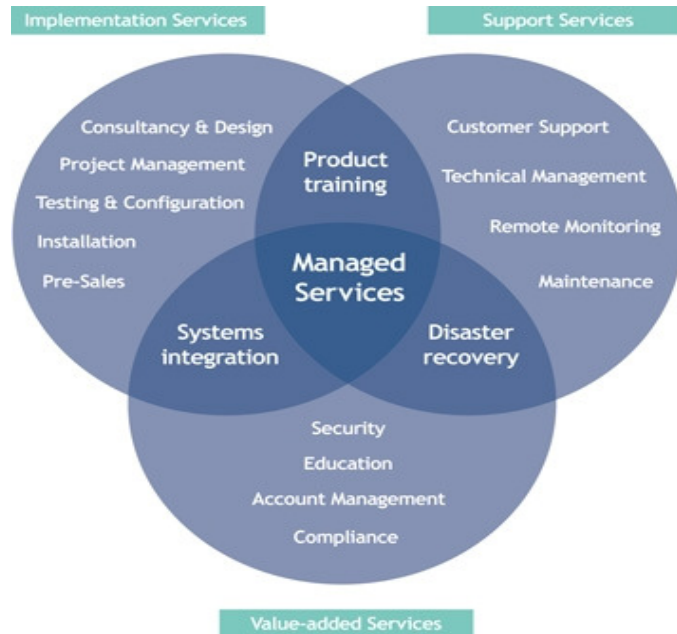 Implementation Services
Support Services
Consultancy & Design
Project Management
Testing & Configuration
Installation
Pre-Sales
Product
training
Customer Support
Technical Management
Remote Monitoring
Maintenance
Managed
Services
Systems
integration
Disaster
recovery
Security
Education
Account Management
Compliance
Value-added Services